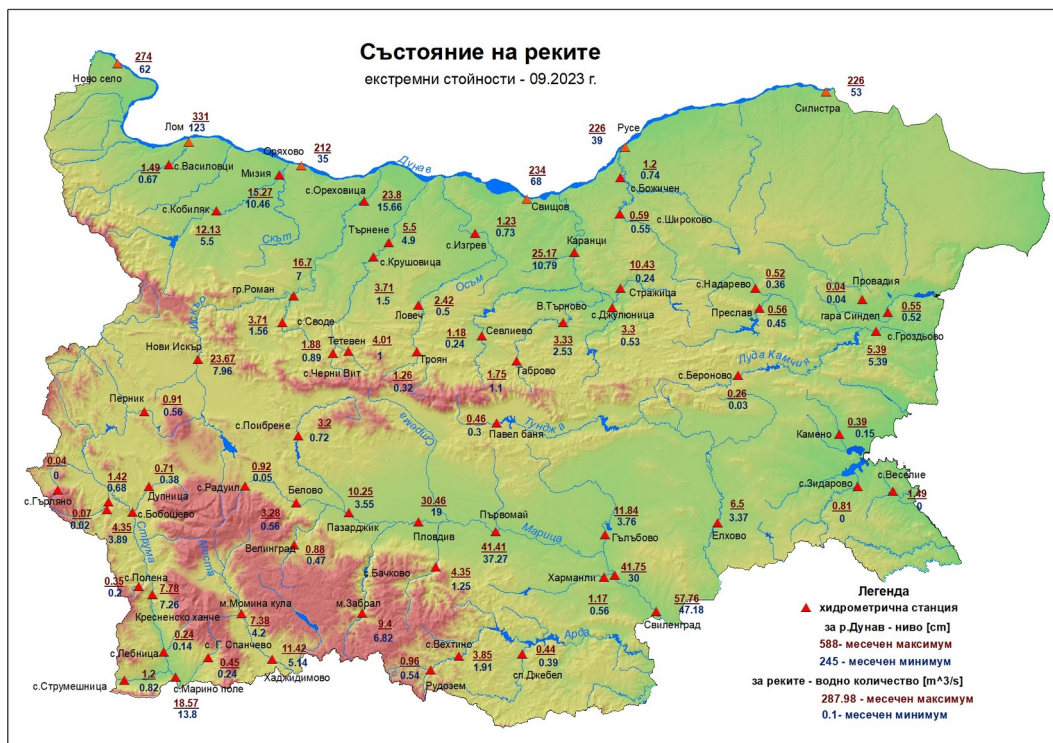 Състояние на реките
екстремни стойности - 09.2023 г.
274
62
Ново село
331
123
Лом
1.49
0.67
с.Василовци
212
35
Оряхово
Мизия
15.27
10.46
с.Кобиляк
12.13
5.5
Скът
с.Ореховица
23.8
15.66
Дунав
Търнене
5.5
4.9
с.Крушовица
3.71
1.5
с.Изгрев
1.23
0.73
234
68
Свищов
226
39
Русе
1.2
0.74
с.Божичен
0.59
0.55
с.Широково
226
53
Силистра
Каранци
25.17
10.79
16.7
7
гр.Роман
Искър
3.71
1.56
с.Своде
Нови Искър
23.67
7.96
Осъм
2.42
0.5
Ловеч
1.88
0.89
Тетевен
4.01
1
с.Черни Вит
Троян
1.26
0.32
Севлиево
1.18
0.24
В.Търново
3.33
2.53
Габрово
1.75
1.1
10.43
0.24
Стражица
с.Джулюница
3.3
0.53
с.Надарево
0.52
0.36
Преслав
0.56
0.45
Провадия
0.04
0.04
гара Синдел
0.55
0.52
с.Гроздьово
5.39
5.39
Луда Камчия
с.Бероново
0.26
0.03
Перник
0.91
0.56
с.Поибрене
3.2
0.72
Стряма
0.46
0.3
Павел баня
Тунджа
Камено
0.39
0.15
с.Веселие
1.49
0
с.Зидарово
0.81
0
0.04
0
с.Гърляно
1.42
0.68
0.07
0.02
0.71
0.38
Дупница
с.Бобошево
4.35
3.89
с.Радуил
0.92
0.05
Белово
3.28
0.56
10.25
3.55
Пазарджик
Велинград
0.88
0.47
30.46
19
Пловдив
Първомай
41.41
37.27
Марица
11.84
3.76
Гълъбово
6.5
3.37
Елхово
Струма
Места
с.Полена
0.35
0.2
7.78
7.26
Кресненско ханче
м.Момина кула
7.38
4.2
с.Бачково
4.35
1.25
м.Забрал
9.4
6.82
Харманли
41.75
30
1.17
0.56
57.76
47.18
Свиленград
0.24
0.14
с.Лебница
с. Г. Спанчево
0.45
0.24
11.42
5.14
Хаджидимово
с.Струмешница
1.2
0.82
с.Марино поле
18.57
13.8
Арда
с.Вехтино
3.85
1.91
0.96
0.54
Рудозем
0.44
0.39
сл.Джебел
Легенда
хидрометрична станция
за р.Дунав - ниво [cm]
588- месечен максимум
245 - месечен минимум
за реките - водно количество [m^3/s]
287.98 - месечен максимум
0.1- месечен минимум